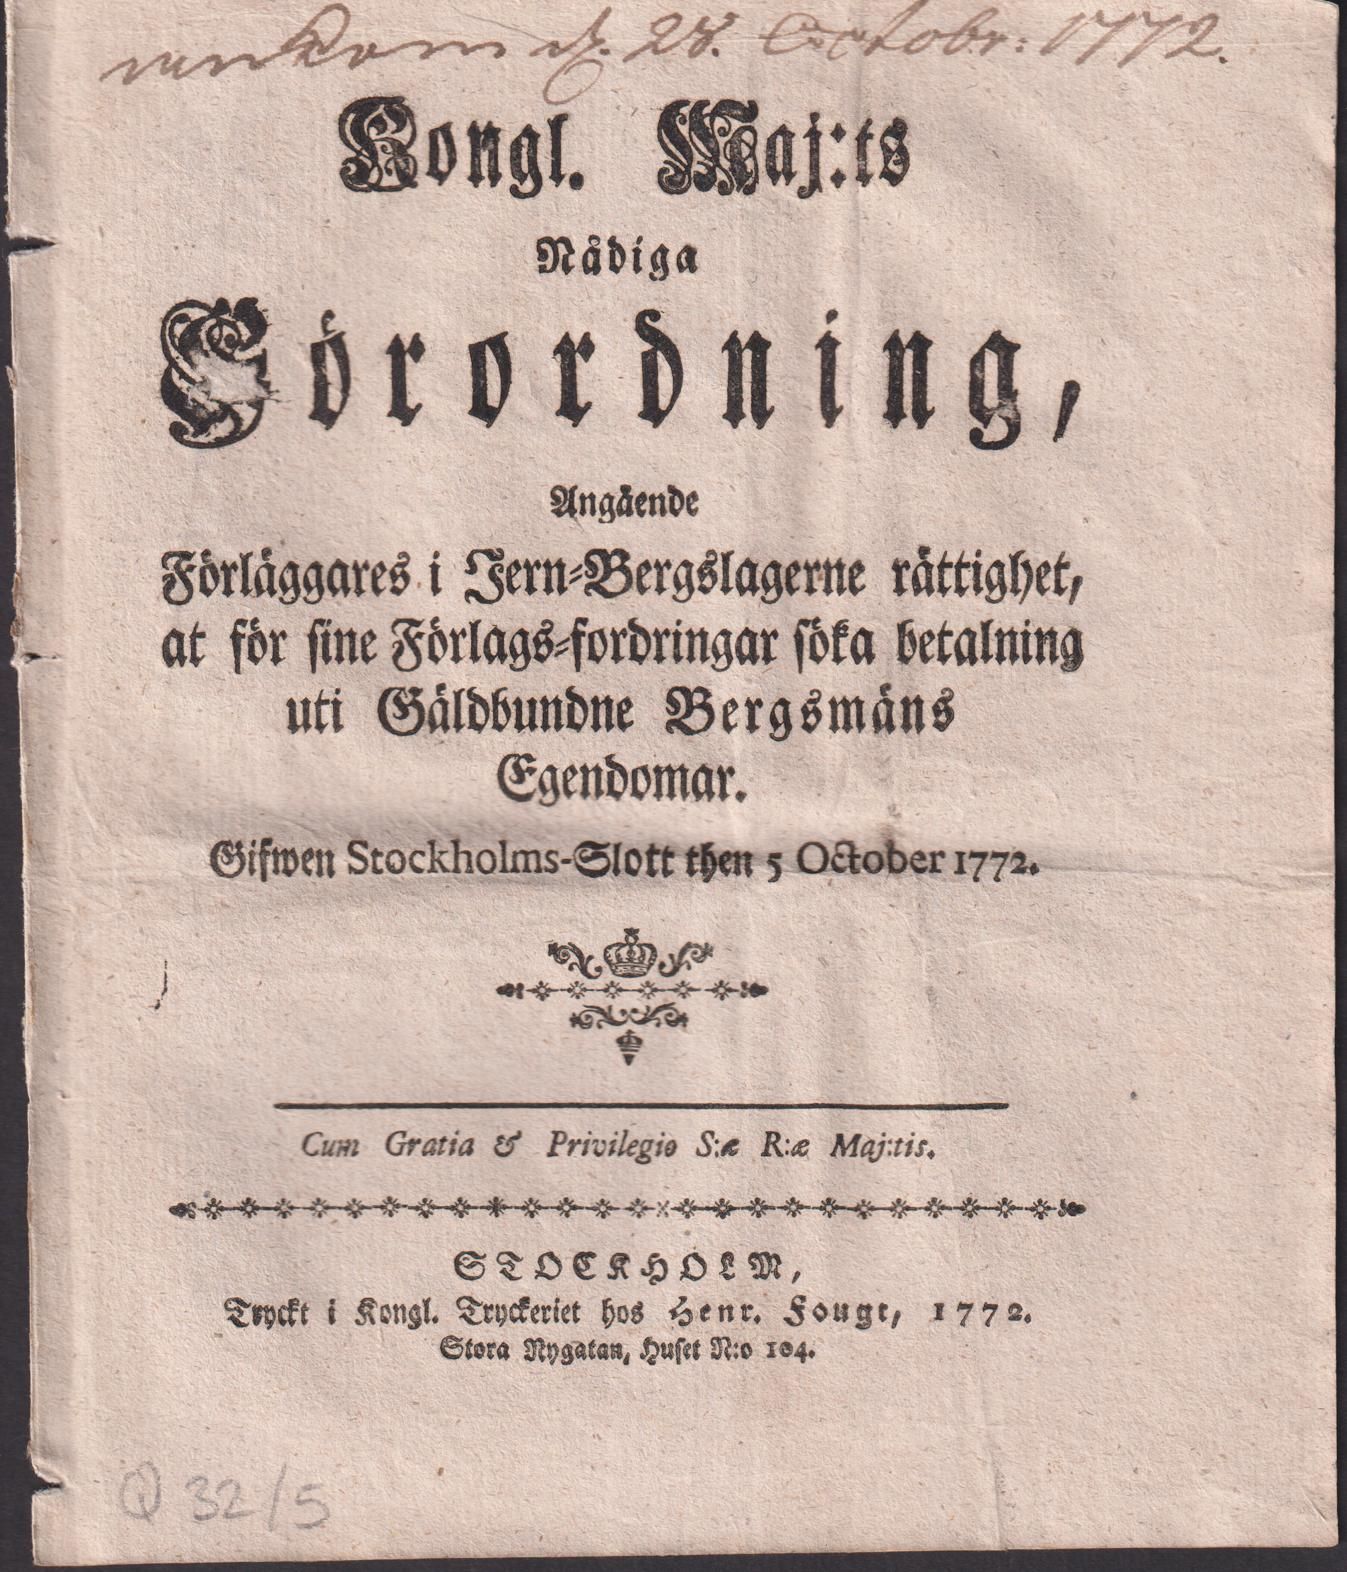 ankom d. 28. Octobr: 1772.
Kongl. Maj:ts
Nådiga
Förordning,
Angående
Förläggares i Jern-Bergslagerne rättighet,
at för sine Förlags-fordringar söka betalning
uti Gäldbundne Bergsmäns
Egendomar.
Gifwen Stockholms-Slott then 5 October 1772.
Cum Gratia & Privilegio S:æ R:æ Maj:tis.
STOCKHOLM,
Tryckt i Kongl. Tryckeriet hos Henr. Fougt, 1772.
Stora Nygatan, Huset N:o 104.
Q 32/5